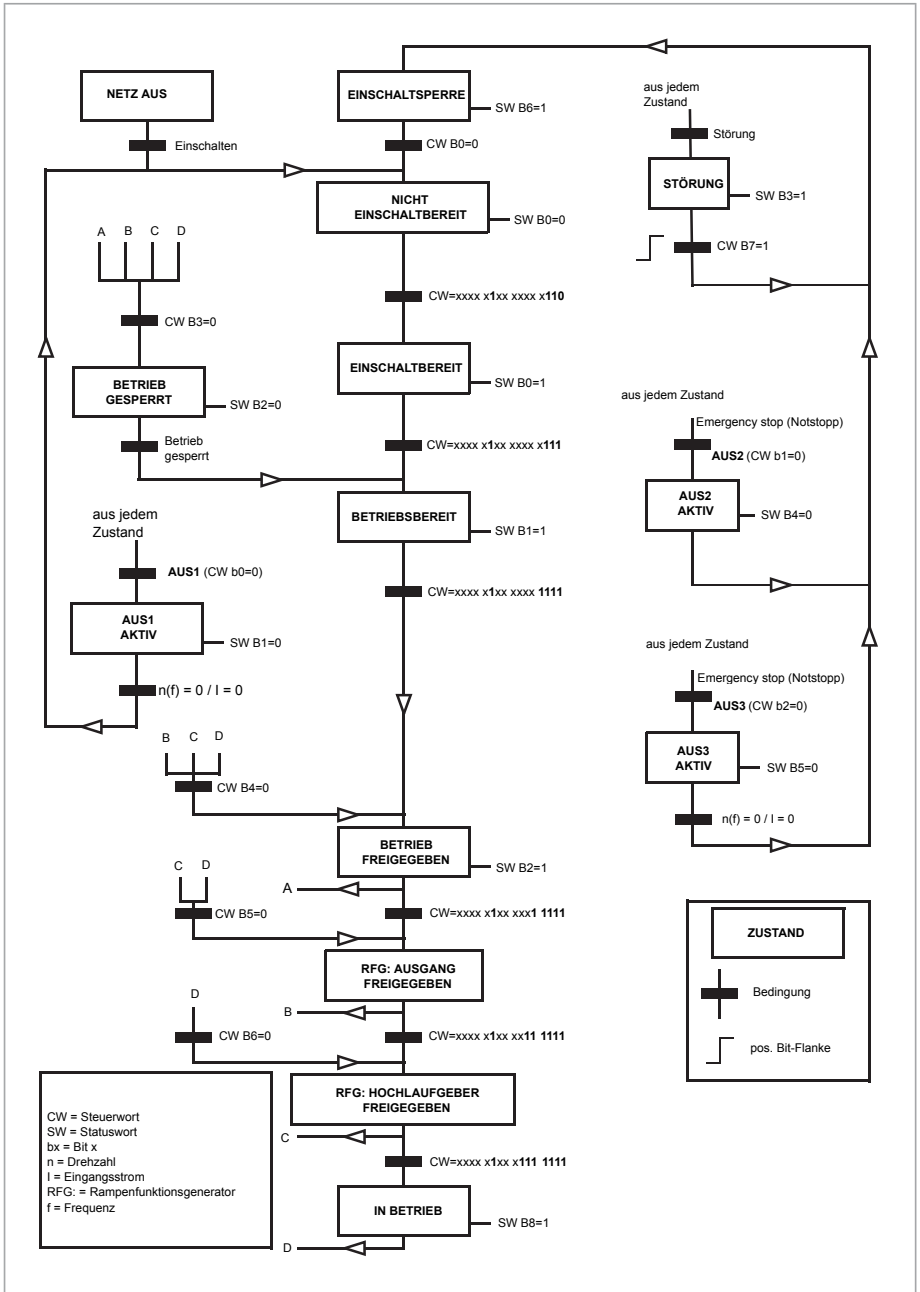 NETZ AUS
Einschalten
EINSCHALTSPERRE
SW B6=1
CW B0=0
NICHT
EINSCHALTBEREIT
SW B0=0
CW=xxxx x1xx xxxx x110
EINSCHALTBEREIT
SW B0=1
CW=xxxx x1xx xxxx x111
BETRIEBSBEREIT
SW B1=1
CW=xxxx x1xx xxxx 1111
A B C D
CW B3=0
BETRIEB
GESPERRT
SW B2=0
Betrieb
gesperrt
aus jedem
Zustand
AUS1 (CW b0=0)
AUS1
AKTIV
SW B1=0
n(f) = 0 / I = 0
B C D
CW B4=0
BETRIEB
FREIGEGEBEN
SW B2=1
A
C D
CW B5=0
CW=xxxx x1xx xxx1 1111
RFG: AUSGANG
FREIGEGEBEN
B
D
CW B6=0
CW=xxxx x1xx xx11 1111
RFG: HOCHLAUFGEBER
FREIGEGEBEN
C
CW=xxxx x1xx x111 1111
IN BETRIEB
SW B8=1
D
aus jedem
Zustand
Störung
STÖRUNG
SW B3=1
CW B7=1
aus jedem Zustand
Emergency stop (Notstopp)
AUS2 (CW b1=0)
AUS2
AKTIV
SW B4=0
aus jedem Zustand
Emergency stop (Notstopp)
AUS3 (CW b2=0)
AUS3
AKTIV
SW B5=0
n(f) = 0 / I = 0
ZUSTAND
Bedingung
pos. Bit-Flanke
CW = Steuerwort
SW = Statuswort
bx = Bit x
n = Drehzahl
I = Eingangsstrom
RFG: = Rampenfunktionsgenerator
f = Frequenz